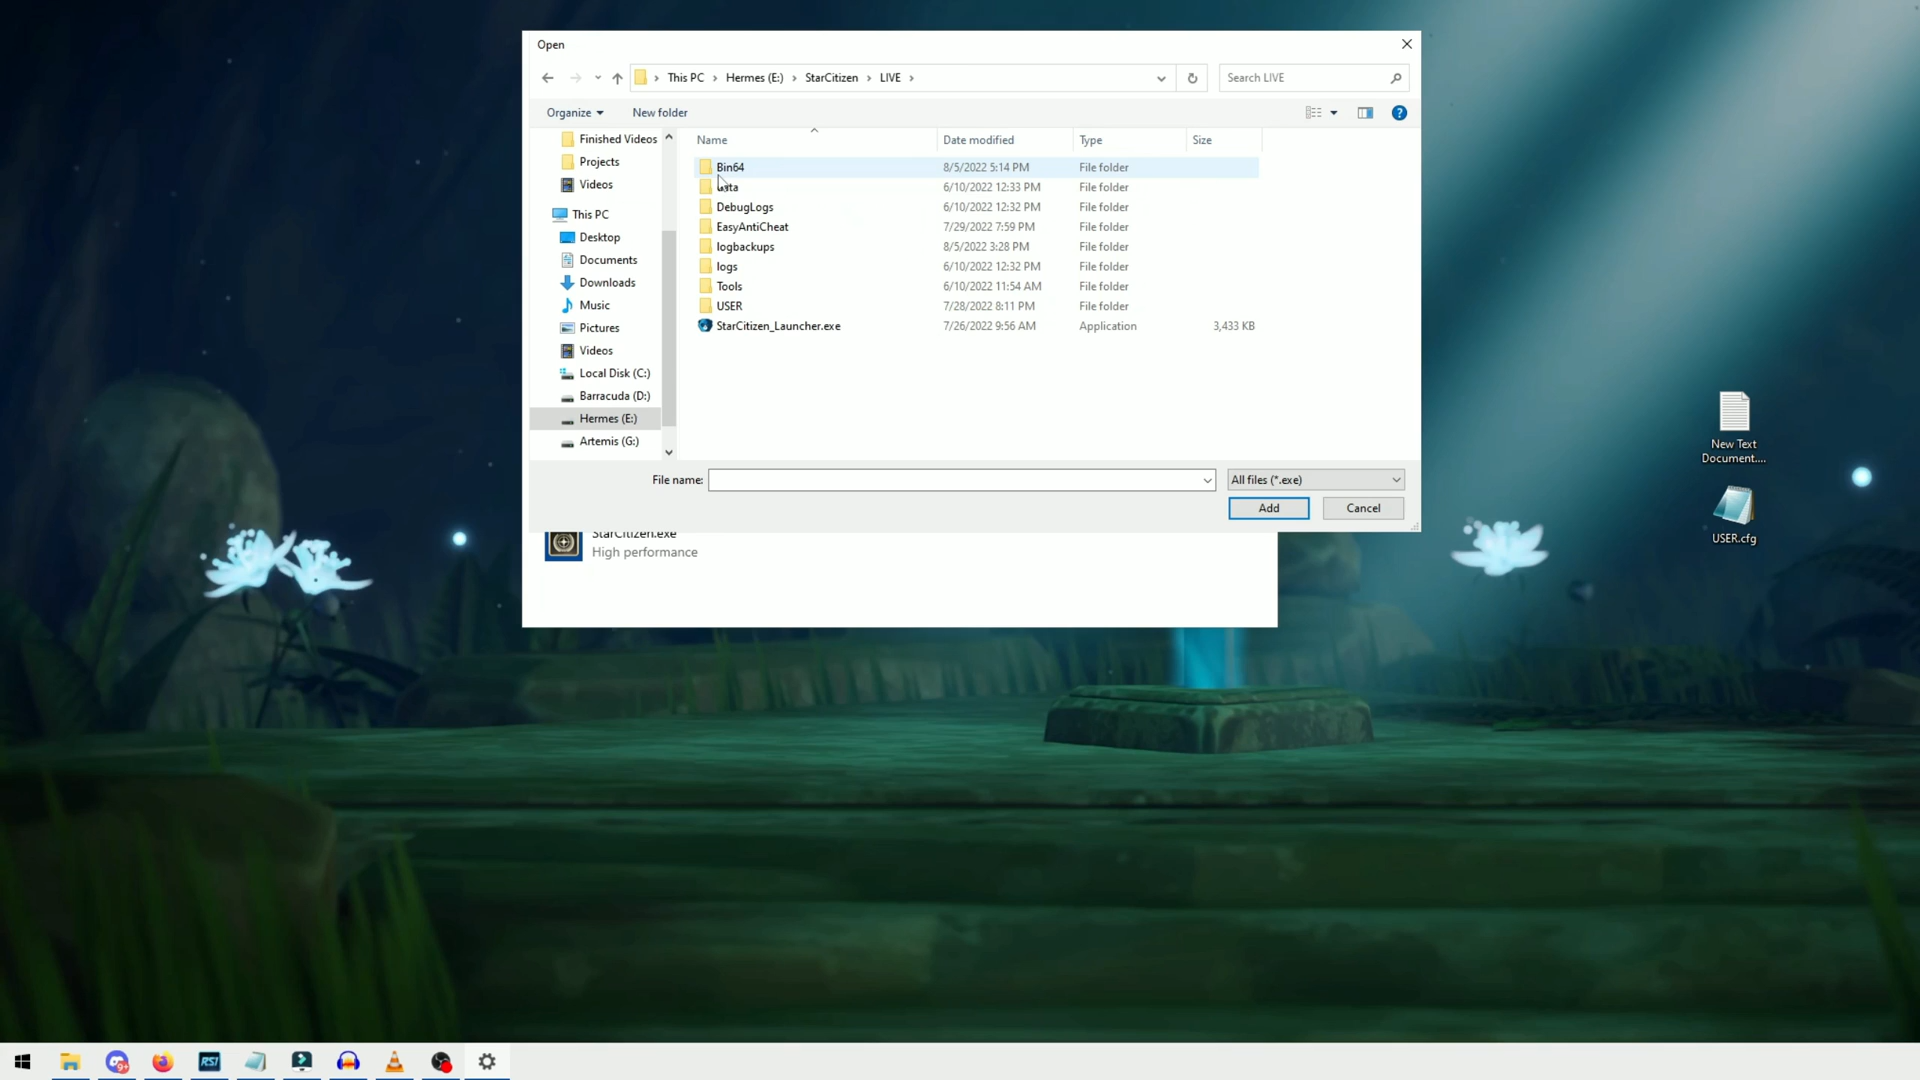 Open
This PC › Hermes (E:) › StarCitizen › LIVE ›
Search LIVE
Organize
New folder
?
Finished Videos
Projects
Videos
This PC
Desktop
Documents
Downloads
Music
Pictures
Videos
Local Disk (C:)
Barracuda (D:)
Hermes (E:)
Artemis (G:)
Name Date modified Type Size
Bin64 8/5/2022 5:14 PM File folder
6/10/2022 12:33 PM File folder
DebugLogs 6/10/2022 12:32 PM File folder
EasyAntiCheat 7/29/2022 7:59 PM File folder
logbackups 8/5/2022 3:28 PM File folder
logs 6/10/2022 12:32 PM File folder
Tools 6/10/2022 11:54 AM File folder
USER 7/28/2022 8:11 PM File folder
StarCitizen_Launcher.exe 7/26/2022 9:56 AM Application 3,433 KB
File name:
All files (*.exe)
Add
Cancel
StarCitizen.exe
High performance
New Text
Document....
USER.cfg
9+
RSI